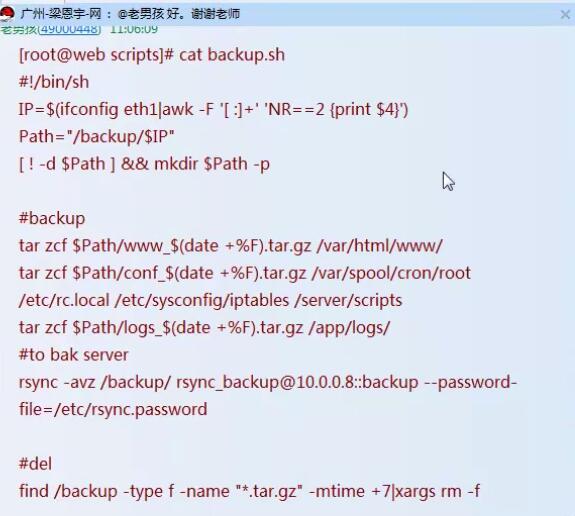 广州-梁恩宇-网 : @老男孩 好。谢谢老师
老男孩(49000448) 11:06:09
[root@web scripts]# cat backup.sh
#!/bin/sh
IP=$(ifconfig eth1|awk -F '[ :]+' 'NR==2 {print $4}')
Path="/backup/$IP"
[ ! -d $Path ] && mkdir $Path -p
#backup
tar zcf $Path/www_$(date +%F).tar.gz /var/html/www/
tar zcf $Path/conf_$(date +%F).tar.gz /var/spool/cron/root
/etc/rc.local /etc/sysconfig/iptables /server/scripts
tar zcf $Path/logs_$(date +%F).tar.gz /app/logs/
#to bak server
rsync -avz /backup/ rsync_backup@10.0.0.8::backup --password-
file=/etc/rsync.password
#del
find /backup -type f -name "*.tar.gz" -mtime +7|xargs rm -f